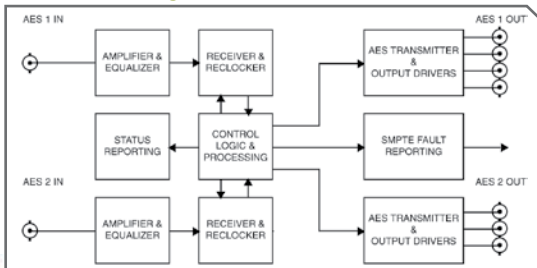 AES 1 IN
AES 1 OUT
AMPLIFIER &
EQUALIZER
RECEIVER &
RECLOCKER
AES TRANSMITTER
&
OUTPUT DRIVERS
STATUS
REPORTING
CONTROL
LOGIC &
PROCESSING
SMPTE FAULT
REPORTING
AES 2 IN
AES 2 OUT
AMPLIFIER &
EQUALIZER
RECEIVER &
RECLOCKER
AES TRANSMITTER
&
OUTPUT DRIVERS